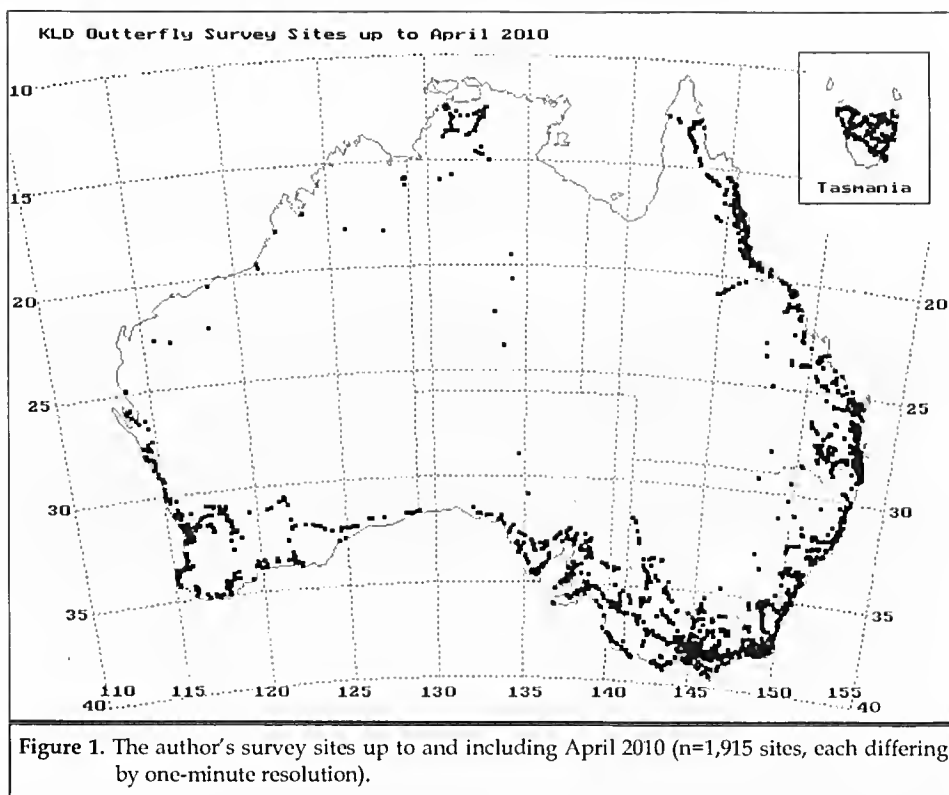 KLD Outterfly Survey Sites up to April 2010
10
15
20
25
30
35
40
110 115 120 125 130 135 140 145 150 155
20
25
30
35
40
Tasmania
Figure 1. The author's survey sites up to and including April 2010 (n=1,915 sites, each differing
by one-minute resolution).